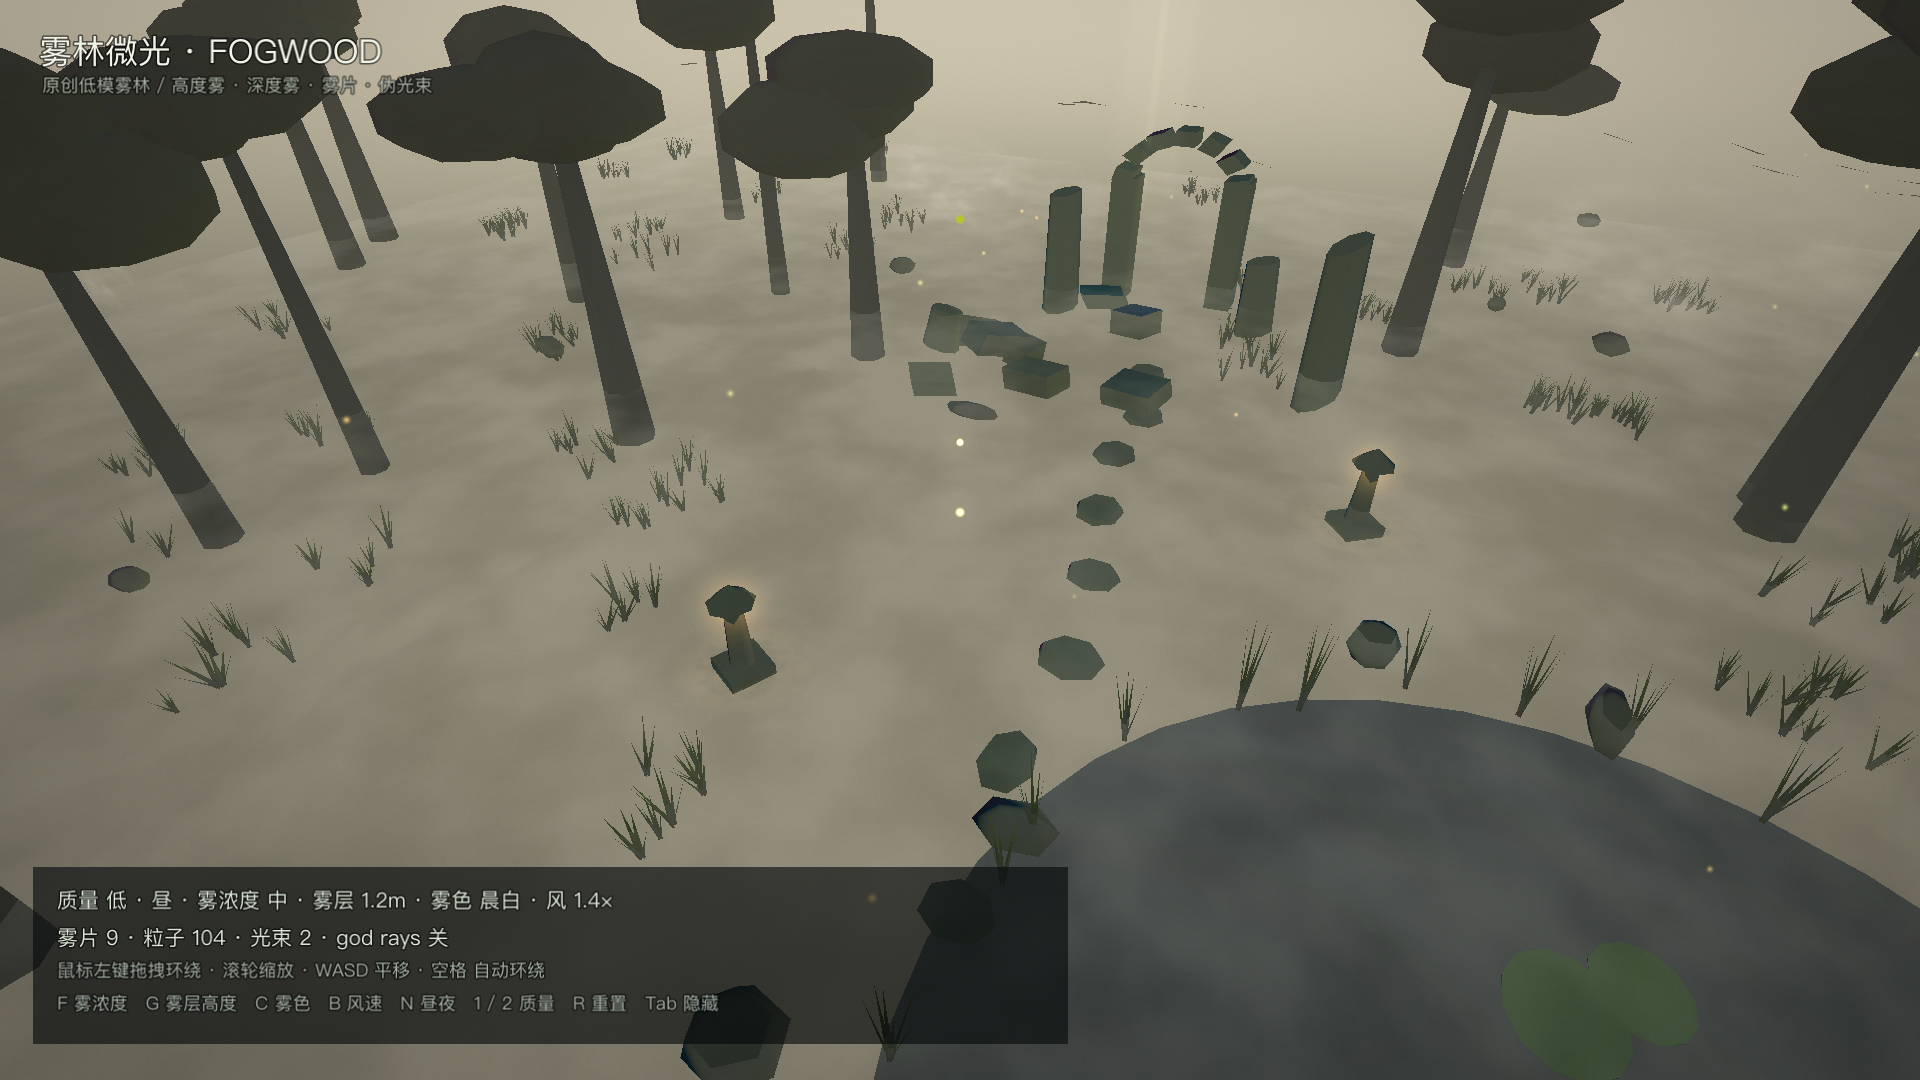 雾林微光 · FOGWOOD
原创低模雾林 / 高度雾 · 深度雾 · 雾片 · 伪光束
质量 低 · 昼 · 雾浓度 中 · 雾层 1.2m · 雾色 晨白 · 风 1.4×
雾片 9 · 粒子 104 · 光束 2 · god rays 关
鼠标左键拖拽环绕 · 滚轮缩放 · WASD 平移 · 空格 自动环绕
F 雾浓度 G 雾层高度 C 雾色 B 风速 N 昼夜 1 / 2 质量 R 重置 Tab 隐藏